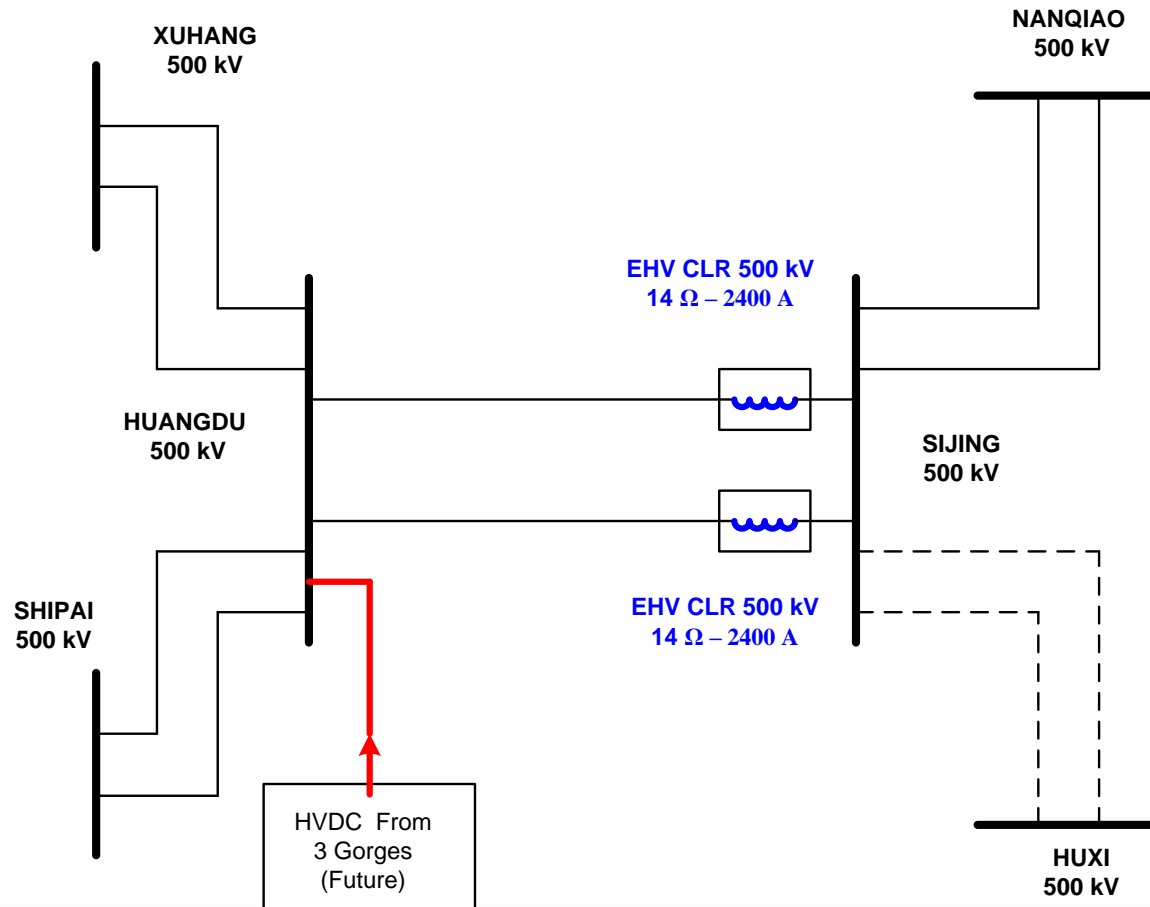 XUHANG
500 kV
NANQIAO
500 kV
EHV CLR 500 kV
14 Ω – 2400 A
HUANGDU
500 kV
SIJING
500 kV
SHIPAI
500 kV
EHV CLR 500 kV
14 Ω – 2400 A
HVDC From
3 Gorges
(Future)
HUXI
500 kV